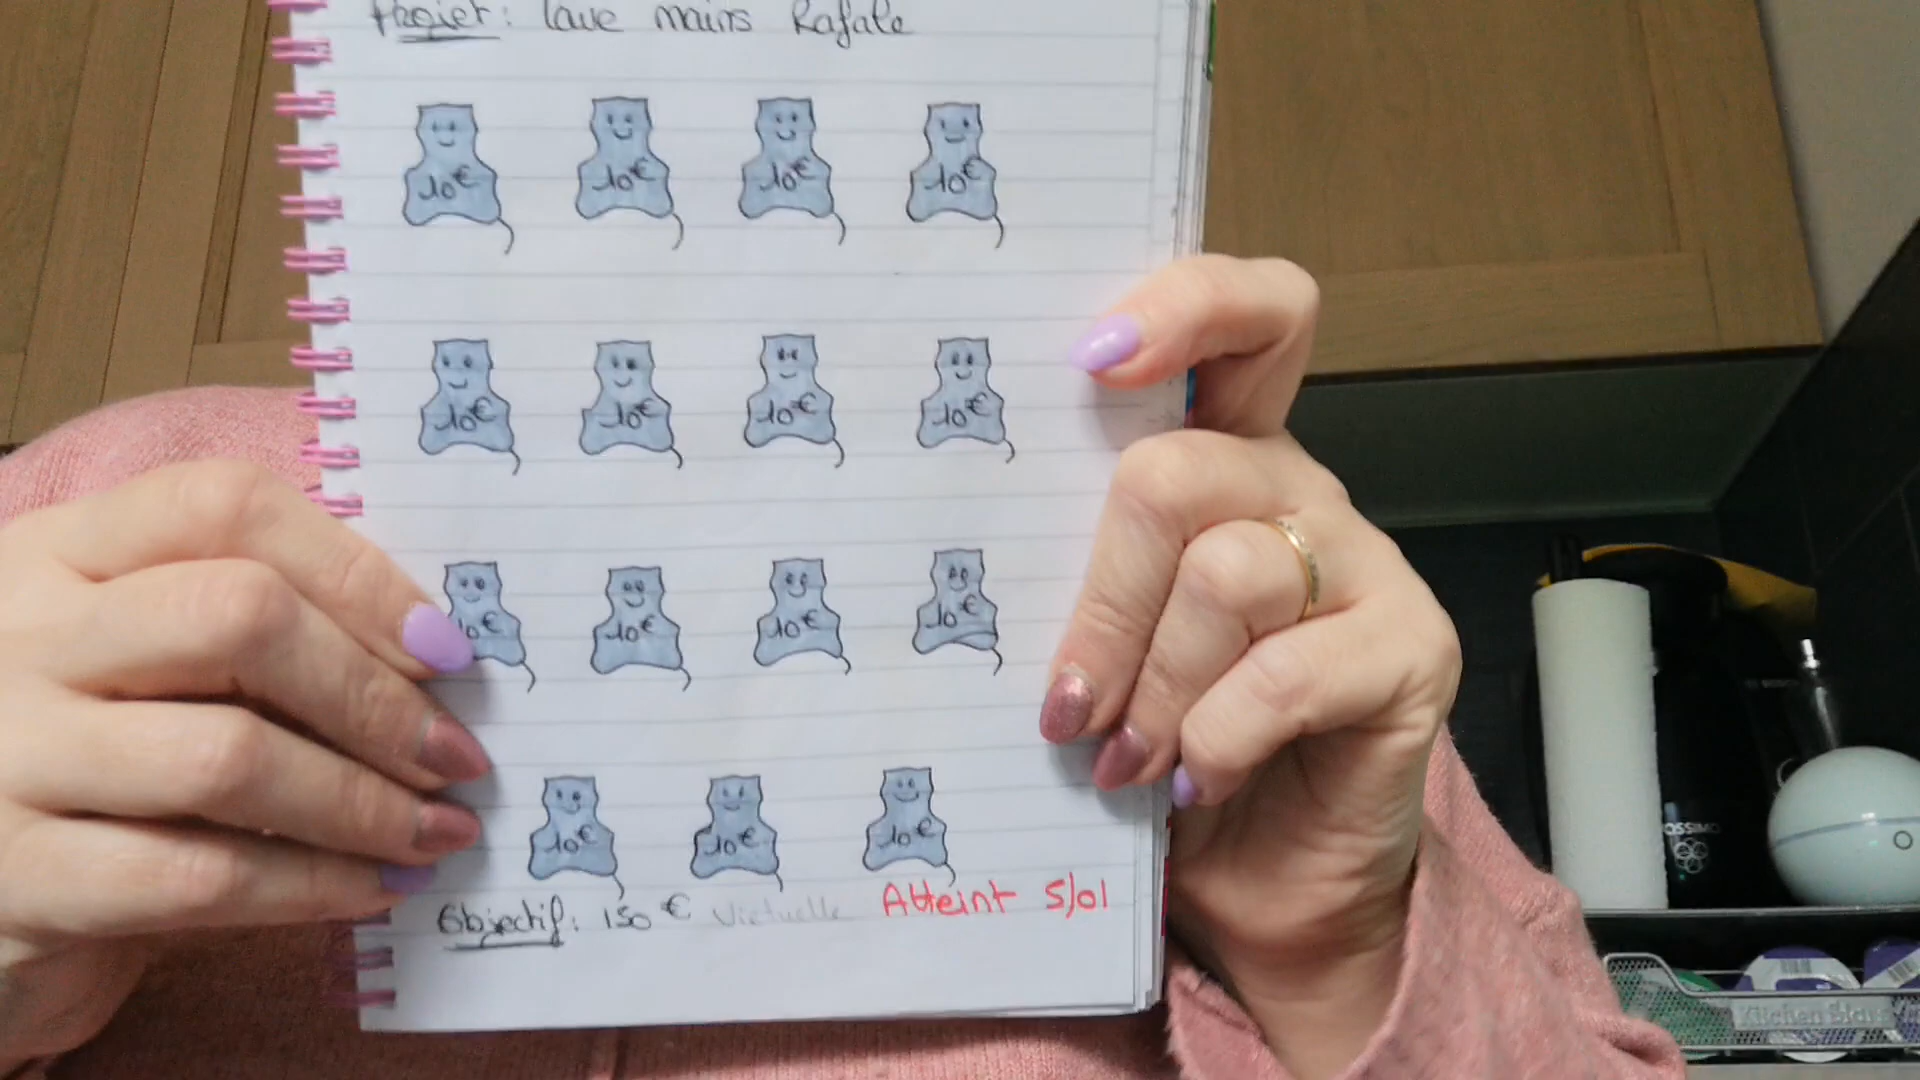 Projet: lave mains Rafale
10€ 10€ 10€ 10€
10€ 10€ 10€ 10€
10€ 10€ 10€ 10€
10€ 10€ 10€
Objectif: 150 € Virtuelle Atteint 5/01
Kitchen